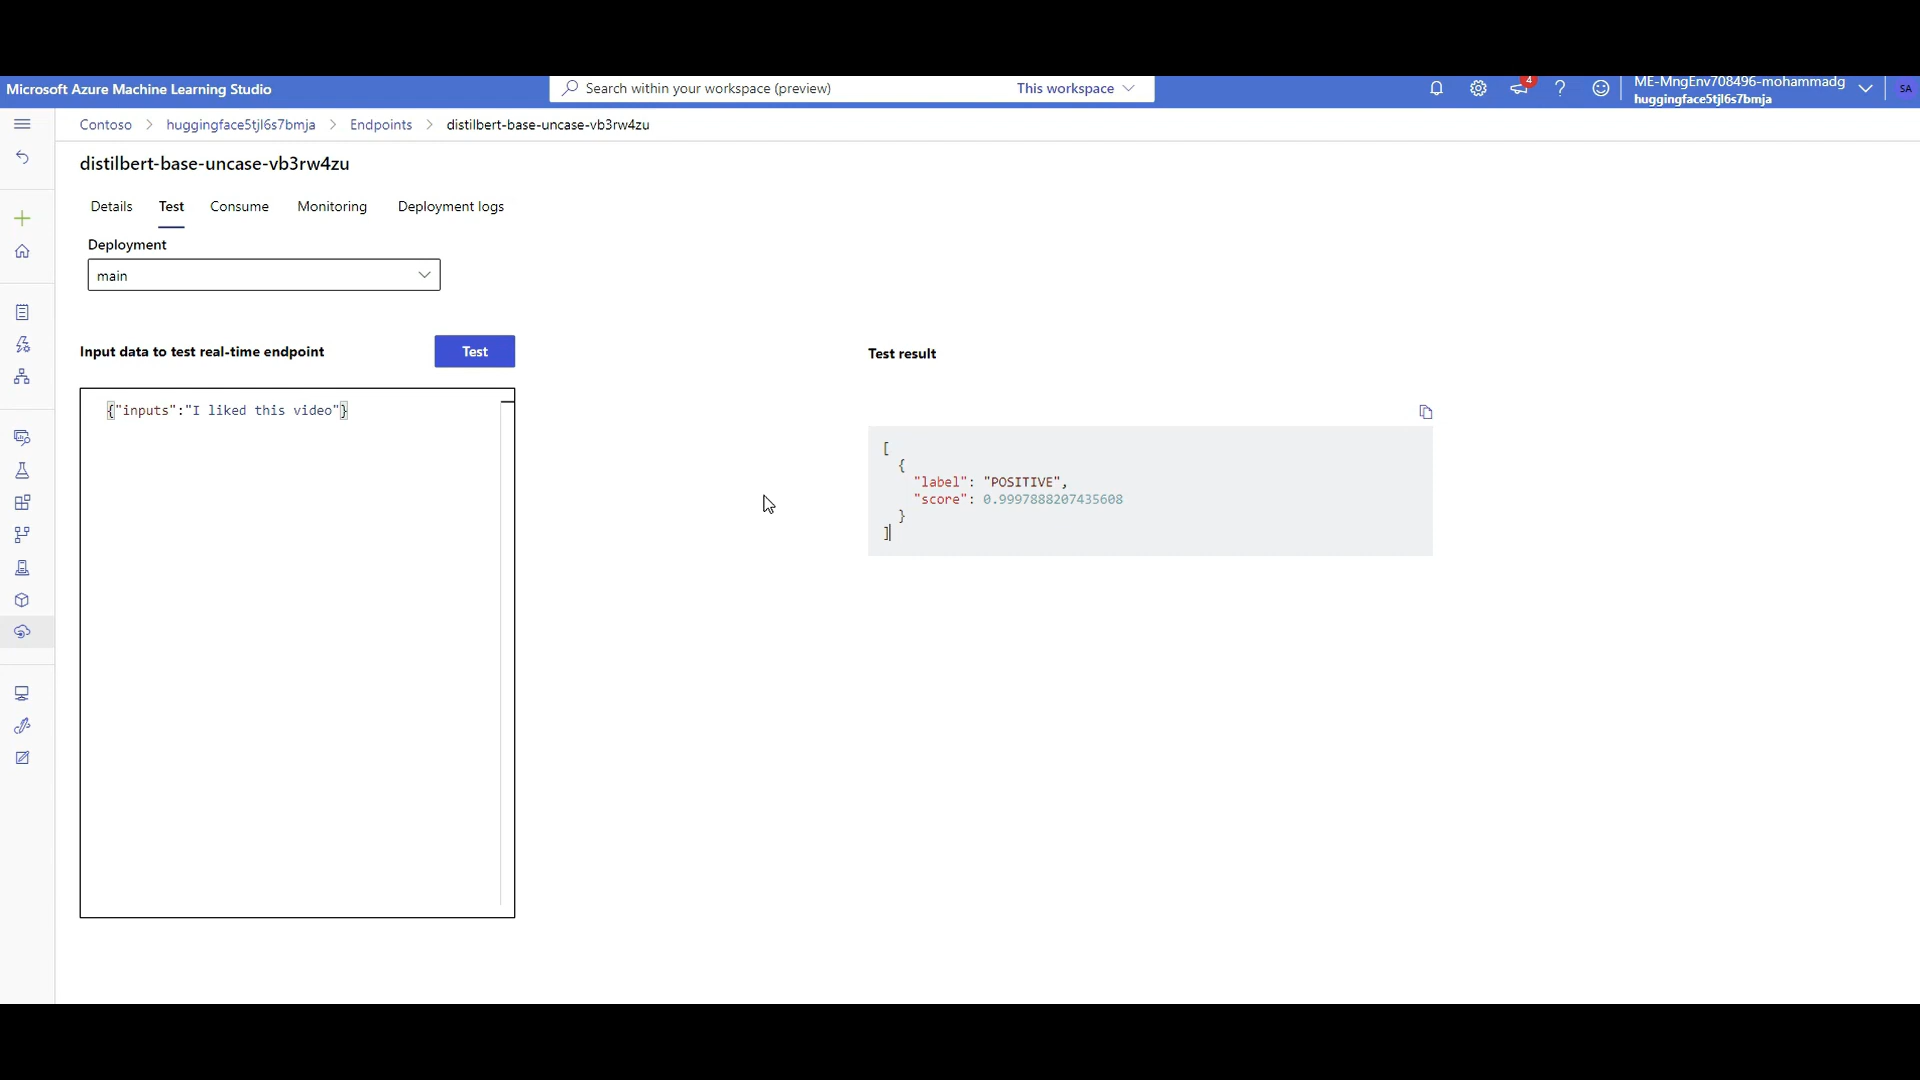 Microsoft Azure Machine Learning Studio
Search within your workspace (preview)
This workspace
4
ME-MngEnv708496-mohammadg
huggingface5tjl6s7bmja
SA
Contoso > huggingface5tjl6s7bmja > Endpoints > distilbert-base-uncase-vb3rw4zu
distilbert-base-uncase-vb3rw4zu
Details Test Consume Monitoring Deployment logs
Deployment
main
Input data to test real-time endpoint
Test
{"inputs":"I liked this video"}
Test result
[
{
"label": "POSITIVE",
"score": 0.9997888207435608
}
]